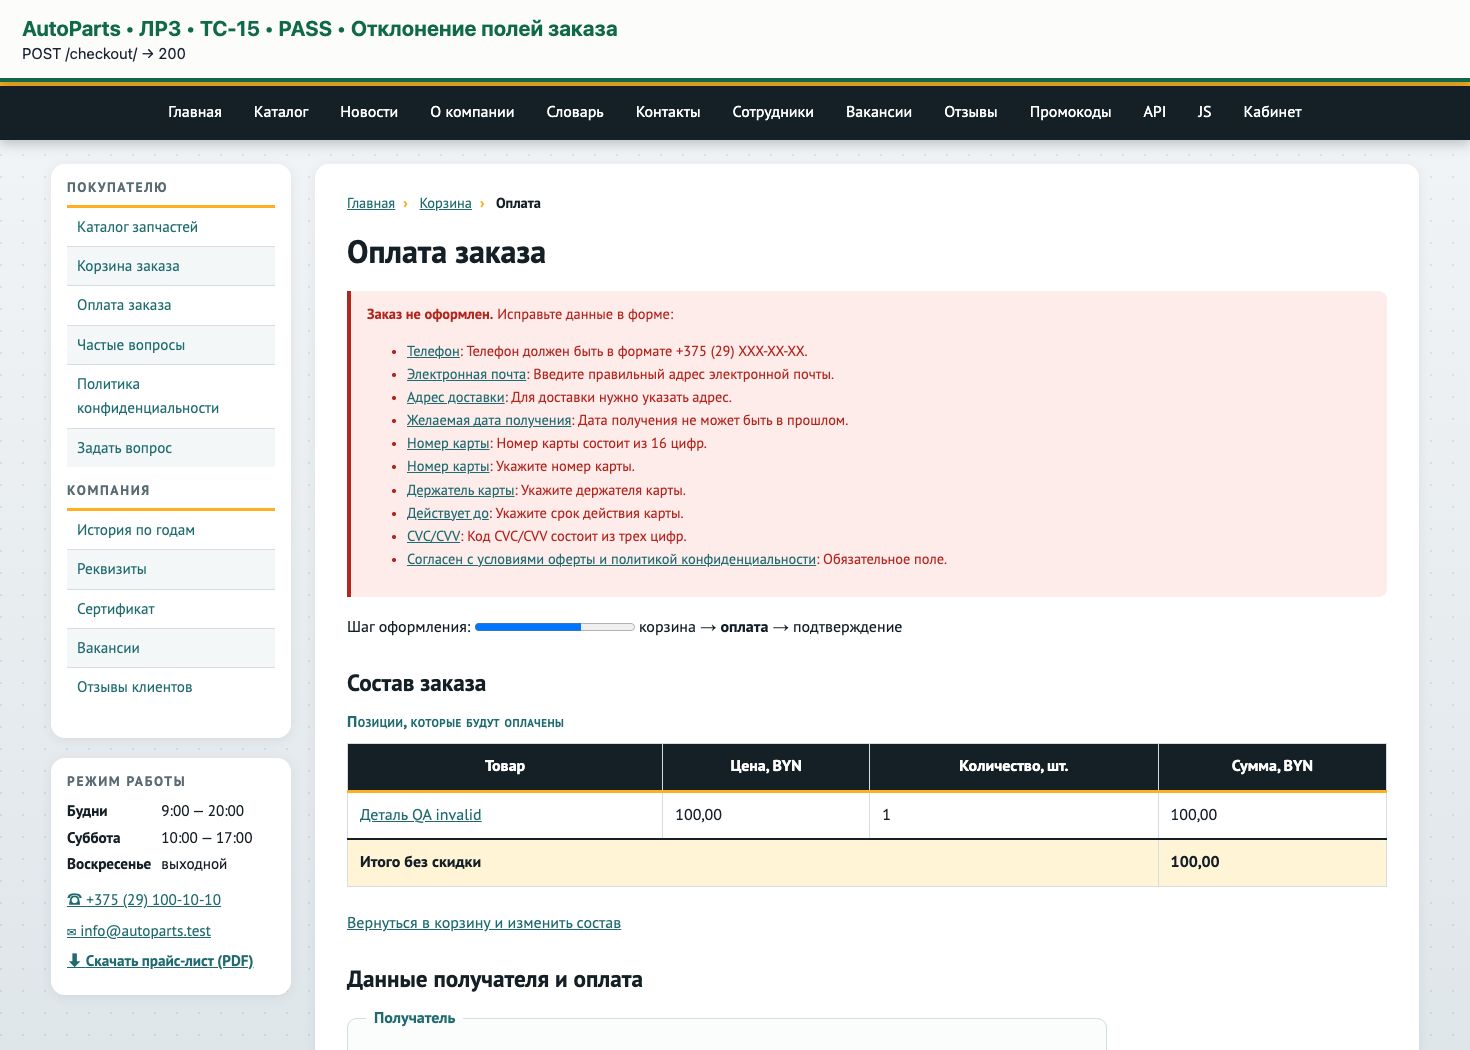 AutoParts • ЛР3 • TC-15 • PASS • Отклонение полей заказа
POST /checkout/ → 200
Главная Каталог Новости О компании Словарь Контакты Сотрудники Вакансии Отзывы Промокоды API JS Кабинет
ПОКУПАТЕЛЮ
Каталог запчастей
Корзина заказа
Оплата заказа
Частые вопросы
Политика
конфиденциальности
Задать вопрос
КОМПАНИЯ
История по годам
Реквизиты
Сертификат
Вакансии
Отзывы клиентов
РЕЖИМ РАБОТЫ
Будни 9:00 — 20:00
Суббота 10:00 — 17:00
Воскресенье выходной
☎ +375 (29) 100-10-10
✉ info@autoparts.test
⬇ Скачать прайс-лист (PDF)
Главная › Корзина › Оплата
Оплата заказа
Заказ не оформлен. Исправьте данные в форме:
• Телефон: Телефон должен быть в формате +375 (29) XXX-XX-XX.
• Электронная почта: Введите правильный адрес электронной почты.
• Адрес доставки: Для доставки нужно указать адрес.
• Желаемая дата получения: Дата получения не может быть в прошлом.
• Номер карты: Номер карты состоит из 16 цифр.
• Номер карты: Укажите номер карты.
• Держатель карты: Укажите держателя карты.
• Действует до: Укажите срок действия карты.
• CVC/CVV: Код CVC/CVV состоит из трех цифр.
• Согласен с условиями оферты и политикой конфиденциальности: Обязательное поле.
Шаг оформления: корзина → оплата → подтверждение
Состав заказа
Позиции, которые будут оплачены
Товар Цена, BYN Количество, шт. Сумма, BYN
Деталь QA invalid 100,00 1 100,00
Итого без скидки 100,00
Вернуться в корзину и изменить состав
Данные получателя и оплата
Получатель